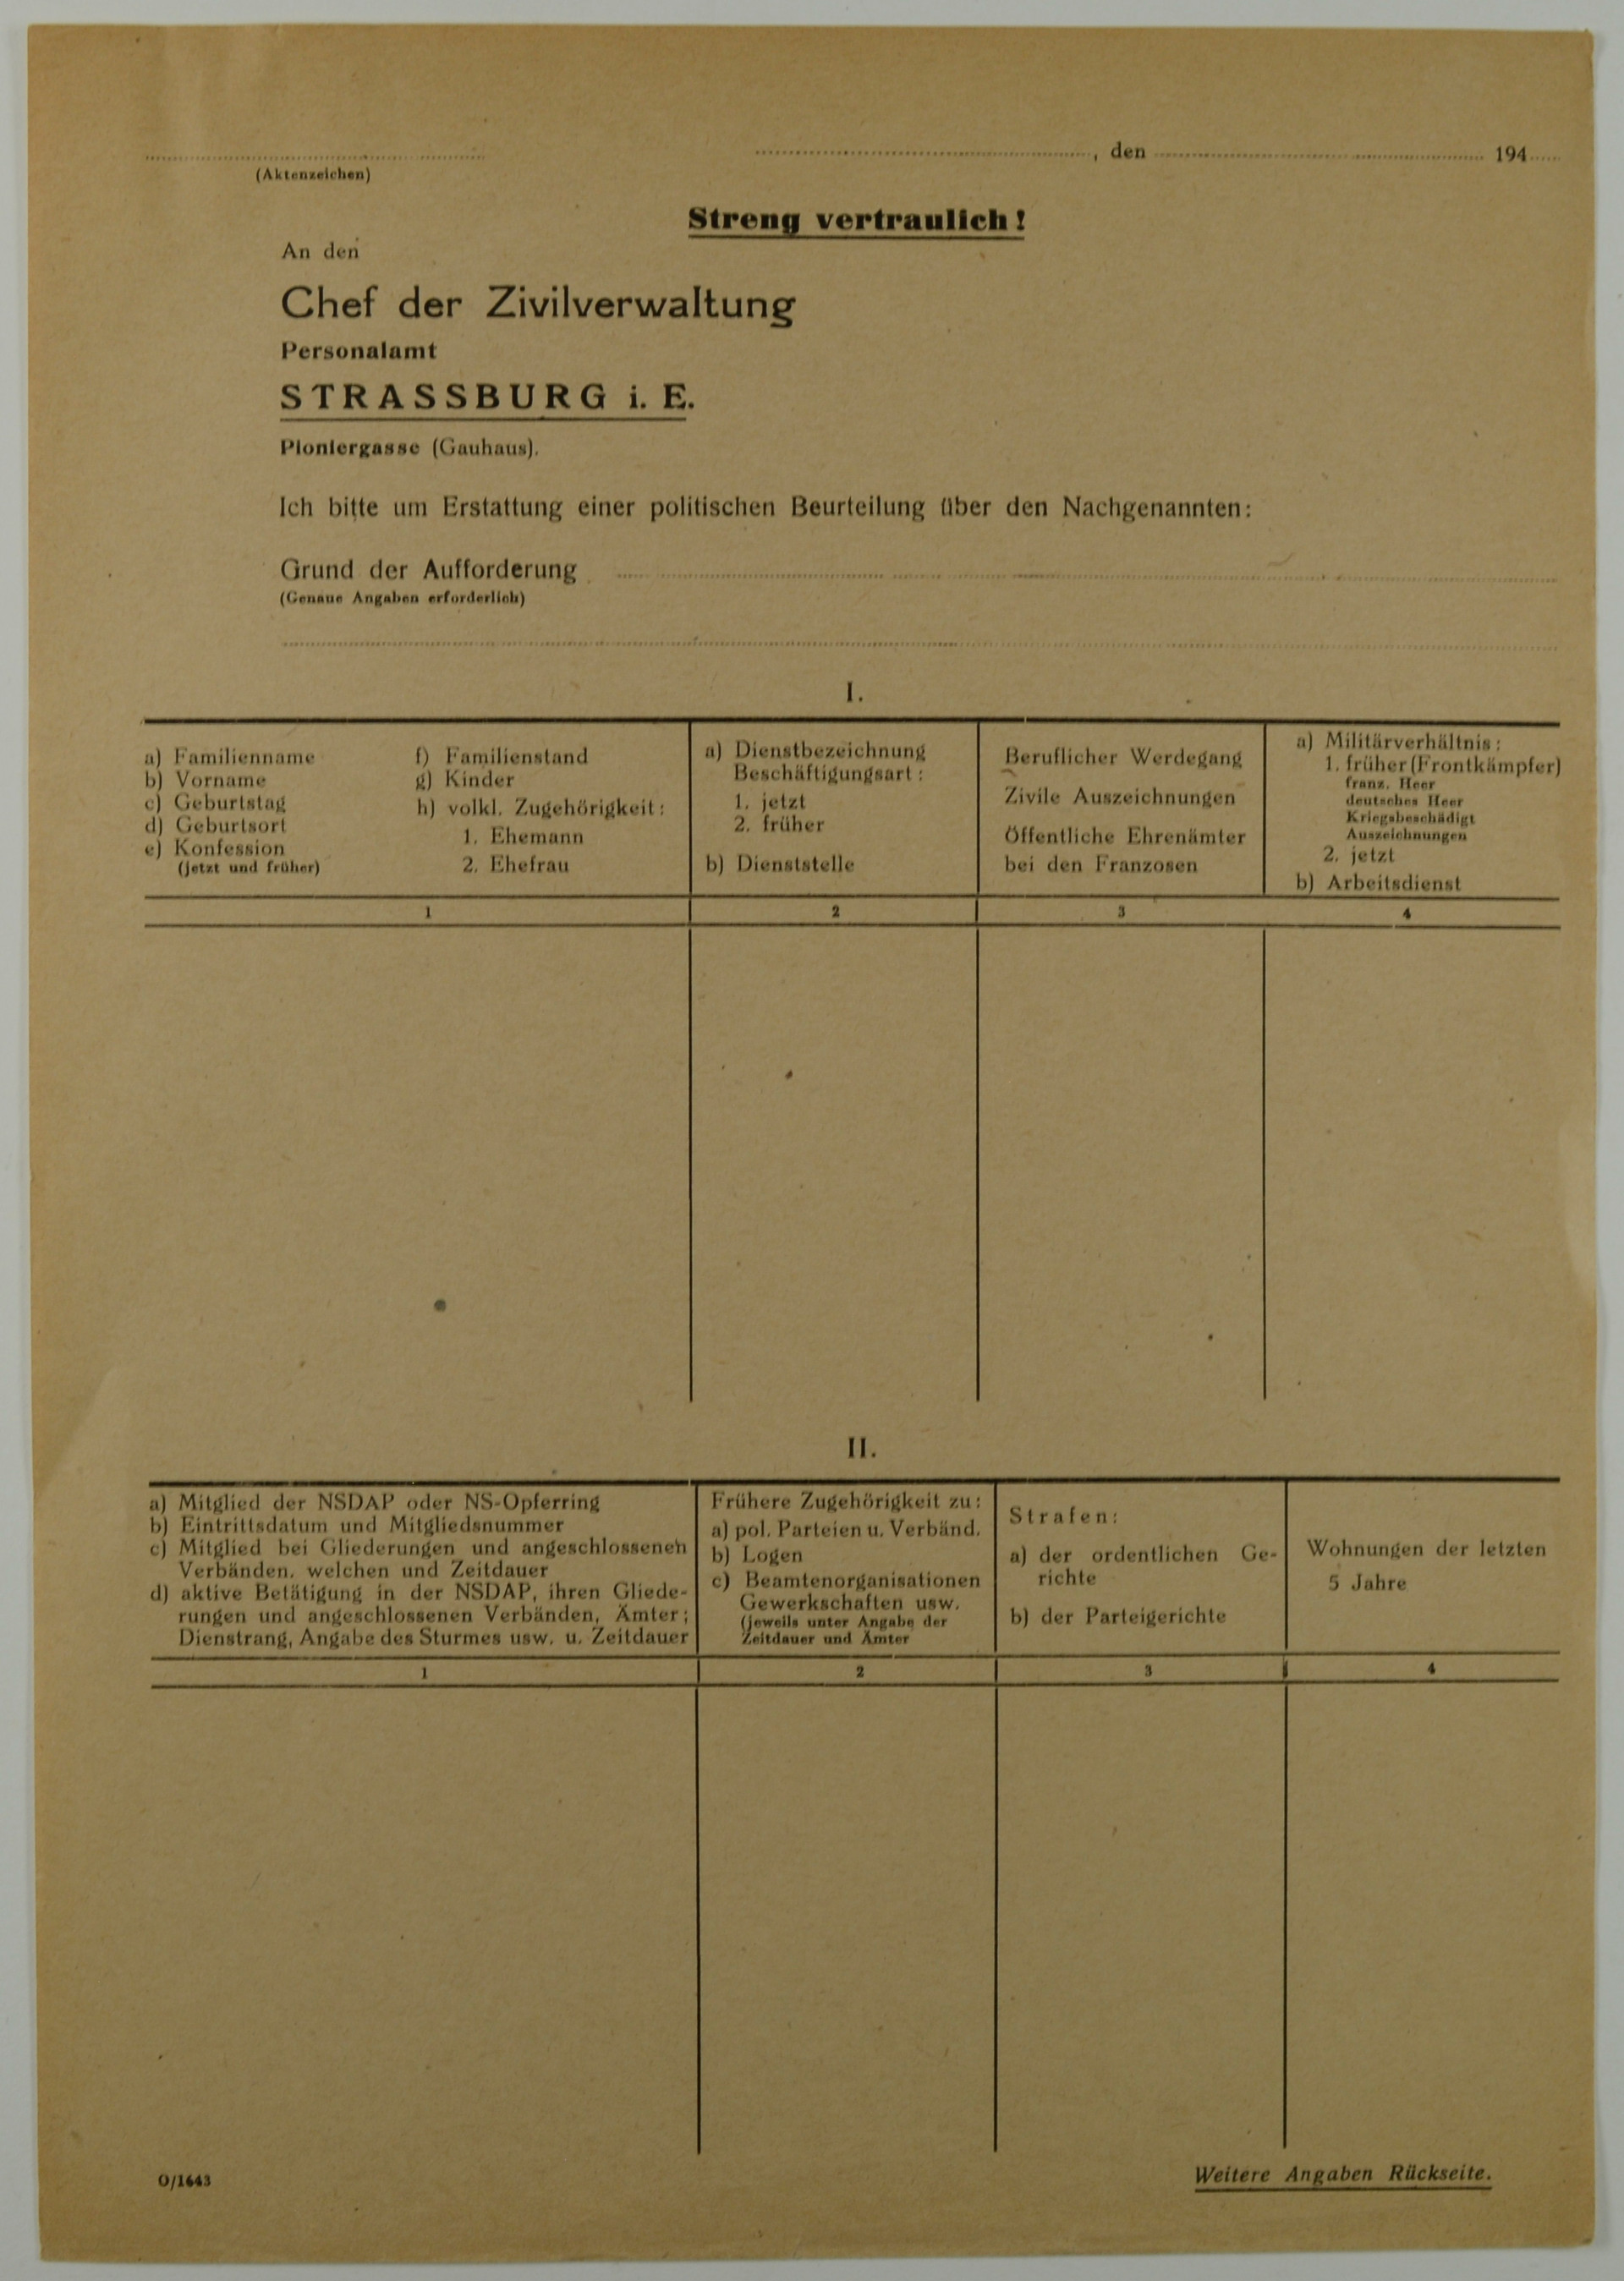 , den 194
(Aktenzeichen)
Streng vertraulich!
An den
Chef der Zivilverwaltung
Personalamt
STRASSBURG i. E.
Pioniergasse (Gauhaus).
Ich bitte um Erstattung einer politischen Beurteilung über den Nachgenannten:
Grund der Aufforderung
(Genaue Angaben erforderlich)
I.
a) Familienname
b) Vorname
c) Geburtstag
d) Geburtsort
e) Konfession
(jetzt und früher)
f) Familienstand
g) Kinder
h) volkl. Zugehörigkeit:
1. Ehemann
2. Ehefrau
a) Dienstbezeichnung
Beschäftigungsart:
1. jetzt
2. früher
b) Dienststelle
Beruflicher Werdegang
Zivile Auszeichnungen
Öffentliche Ehrenämter
bei den Franzosen
a) Militärverhältnis:
1. früher (Frontkämpfer)
franz. Heer
deutsches Heer
Kriegsbeschädigt
Auszeichnungen
2. jetzt
b) Arbeitsdienst
1 2 3 4
II.
a) Mitglied der NSDAP oder NS-Opferring
b) Eintrittsdatum und Mitgliedsnummer
c) Mitglied bei Gliederungen und angeschlossenen
Verbänden, welchen und Zeitdauer
d) aktive Betätigung in der NSDAP, ihren Gliede-
rungen und angeschlossenen Verbänden, Ämter;
Dienstrang, Angabe des Sturmes usw. u. Zeitdauer
Frühere Zugehörigkeit zu:
a) pol. Parteien u. Verbänd.
b) Logen
c) Beamtenorganisationen
Gewerkschaften usw.
(jeweils unter Angabe der
Zeitdauer und Ämter
Strafen:
a) der ordentlichen Ge-
richte
b) der Parteigerichte
Wohnungen der letzten
5 Jahre
1 2 3 4
O/1643
Weitere Angaben Rückseite.